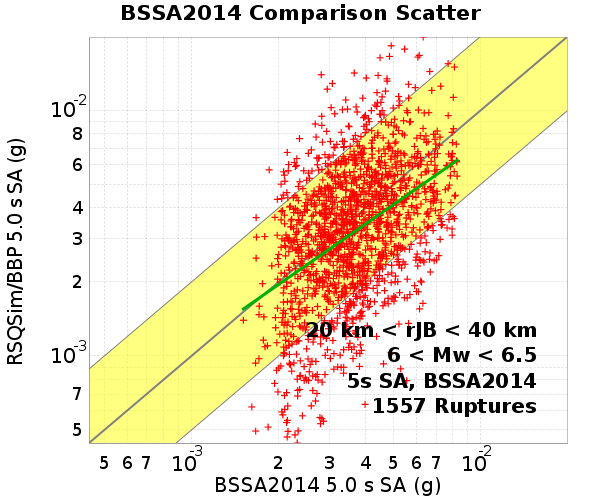 BSSA2014 Comparison Scatter
RSQSim/BBP 5.0 s SA (g)
10-2
8
6
4
3
2
10-3
7
5
20 km < rJB < 40 km
6 < Mw < 6.5
5s SA, BSSA2014
1557 Ruptures
5 6 7 10-3 2 3 4 5 6 7 10-2
BSSA2014 5.0 s SA (g)